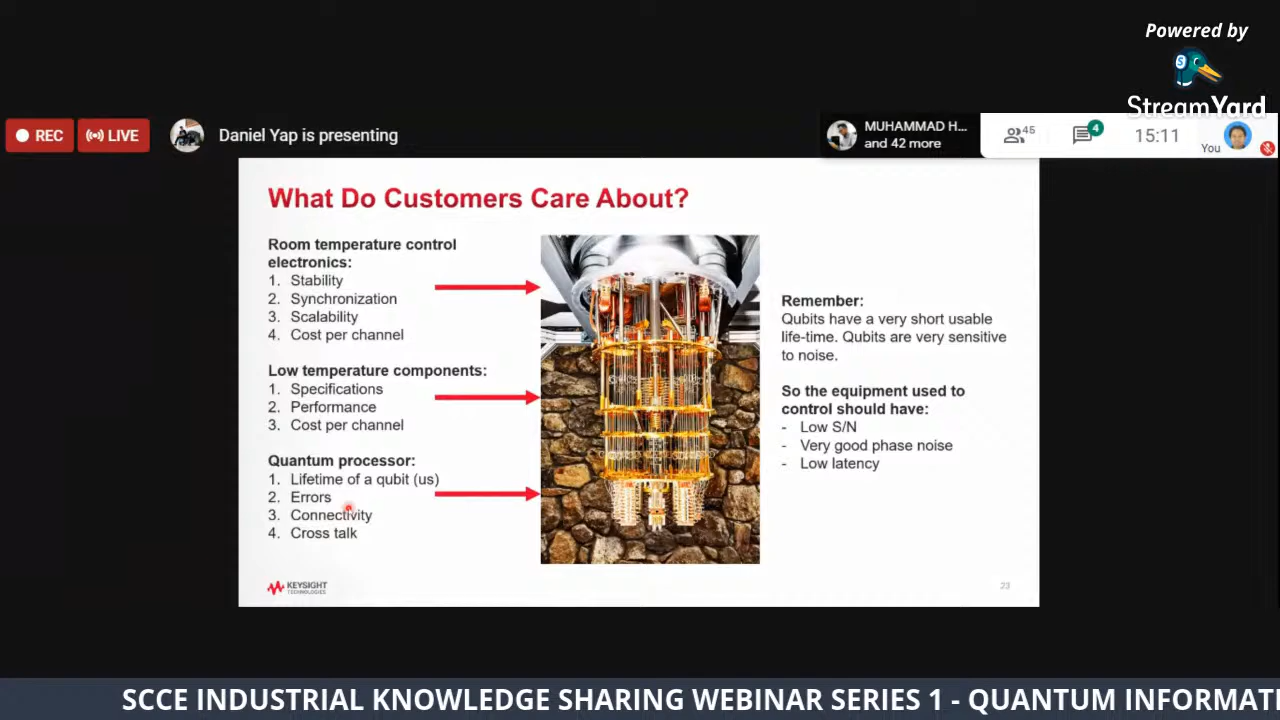 Powered by
StreamYard
REC
LIVE
Daniel Yap is presenting
MUHAMMAD H...
and 42 more
45
4
15:11
You
What Do Customers Care About?
Room temperature control
electronics:
1. Stability
2. Synchronization
3. Scalability
4. Cost per channel
Low temperature components:
1. Specifications
2. Performance
3. Cost per channel
Quantum processor:
1. Lifetime of a qubit (us)
2. Errors
3. Connectivity
4. Cross talk
Remember:
Qubits have a very short usable
life-time. Qubits are very sensitive
to noise.
So the equipment used to
control should have:
- Low S/N
- Very good phase noise
- Low latency
KEYSIGHT
TECHNOLOGIES
23
SCCE INDUSTRIAL KNOWLEDGE SHARING WEBINAR SERIES 1 - QUANTUM INFORMATI